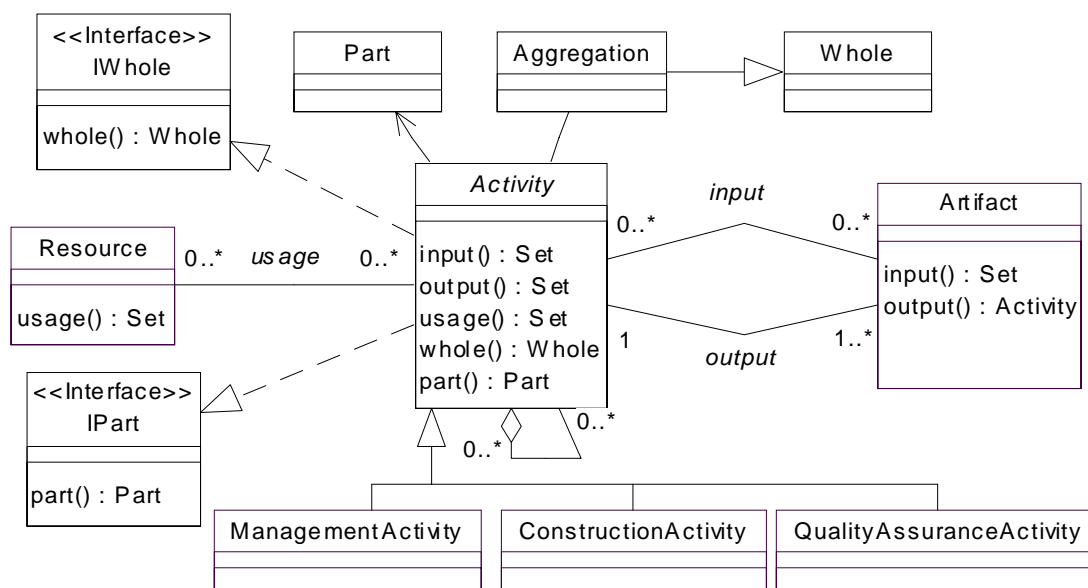 <<Interface>>
IWhole
whole() : Whole
Part
Aggregation
Whole
Activity
input() : Set
output() : Set
usage() : Set
whole() : Whole
part() : Part
Resource
usage() : Set
0..*
usage
0..*
0..*
input
0..*
Artifact
input() : Set
output() : Activity
1
output
1..*
<<Interface>>
IPart
part() : Part
0..*
0..*
ManagementActivity
ConstructionActivity
QualityAssuranceActivity